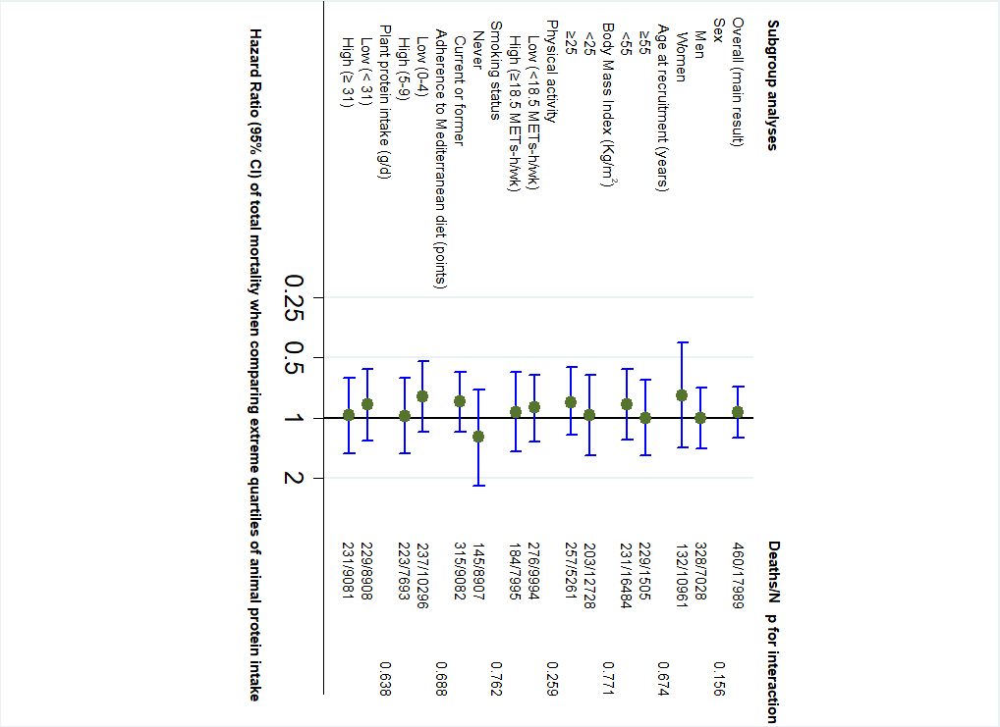 Subgroup analyses Deaths/N p for interaction
Overall (main result) 460/17989
Sex 0.156
Men 328/7028
Women 132/10961
Age at recruitment (years) 0.674
≥55 229/1505
<55 231/16484
Body Mass Index (Kg/m²) 0.771
<25 203/12728
≥25 257/5261
Physical activity 0.259
Low (<18.5 METs-h/wk) 276/9994
High (≥18.5 METs-h/wk) 184/7995
Smoking status 0.762
Never 145/8907
Current or former 315/9082
Adherence to Mediterranean diet (points) 0.688
Low (0-4) 237/10296
High (5-9) 223/7693
Plant protein intake (g/d) 0.638
Low (< 31) 229/8908
High (≥ 31) 231/9081
0.25 0.5 1 2
Hazard Ratio (95% CI) of total mortality when comparing extreme quartiles of animal protein intake